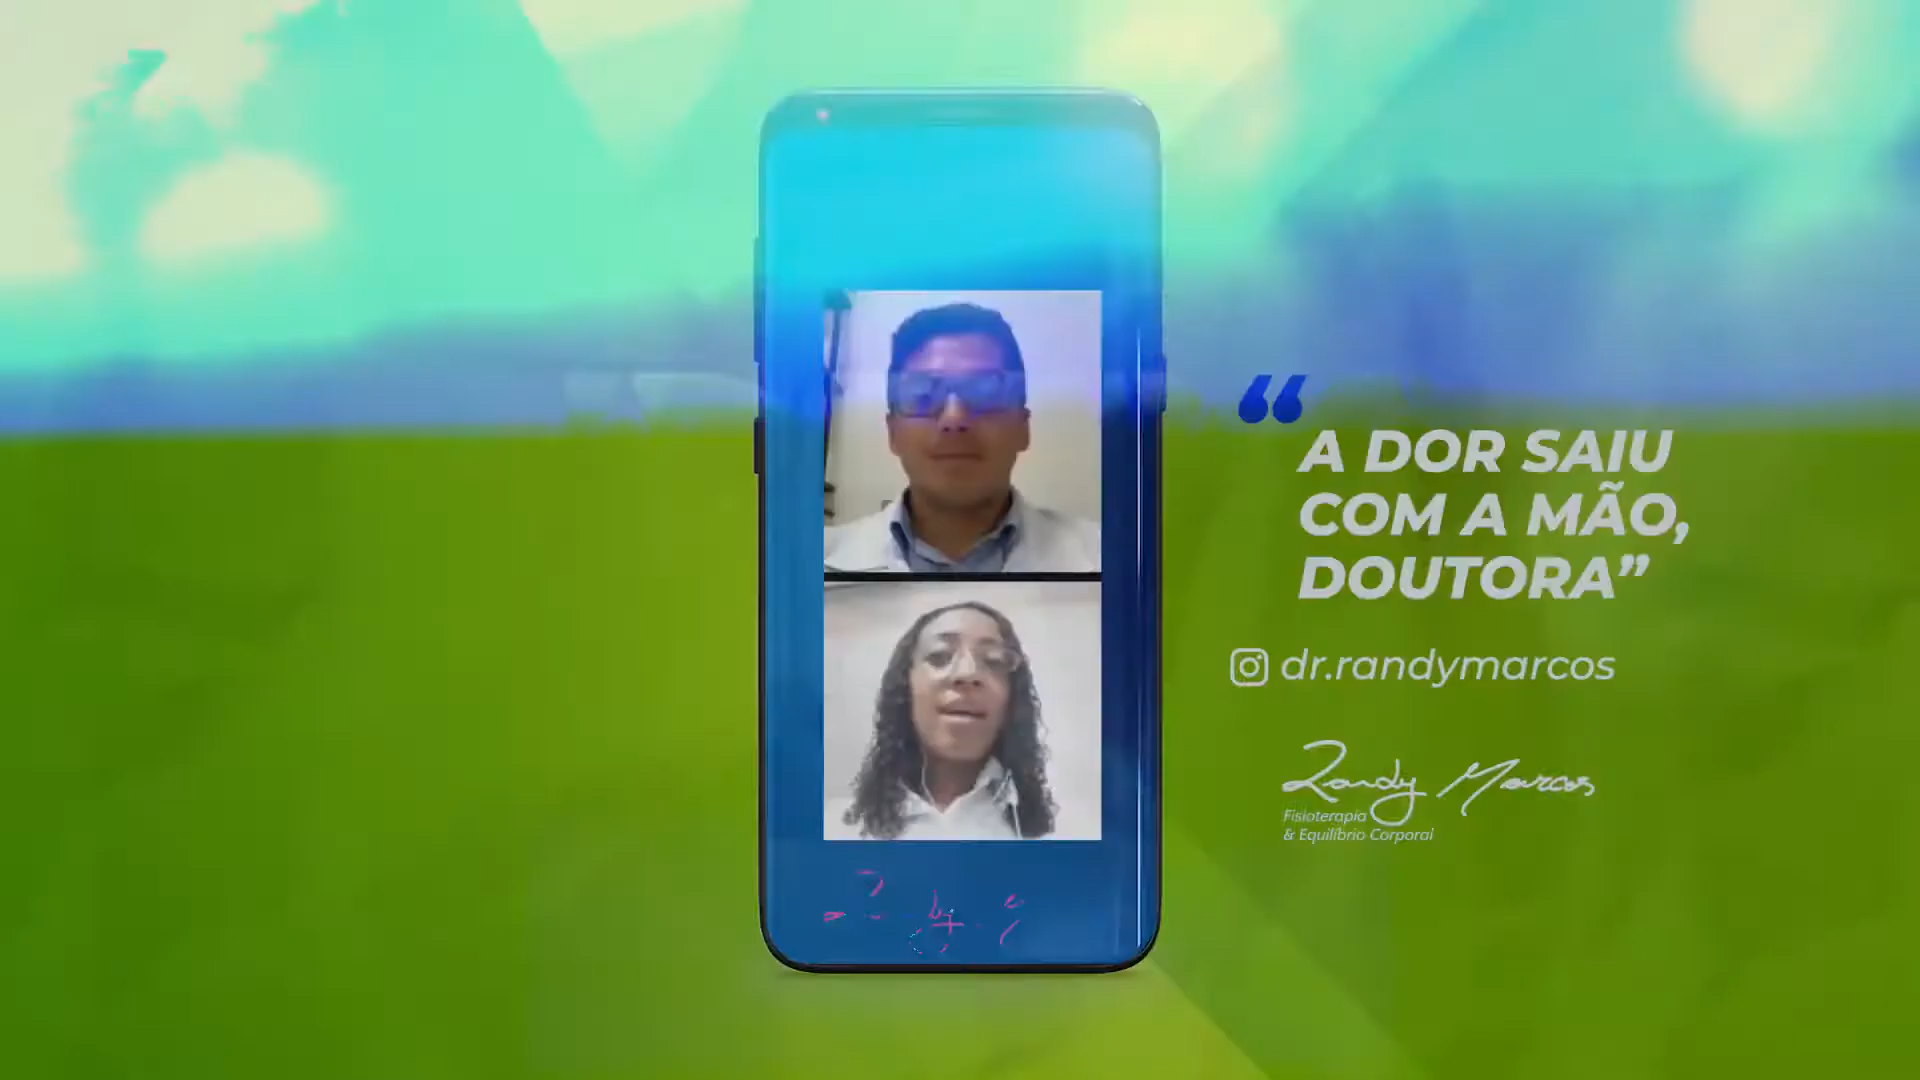 “
A DOR SAIU
COM A MÃO,
DOUTORA”
dr.randymarcos
Randy Marcos
Fisioterapia
& Equilíbrio Corporal